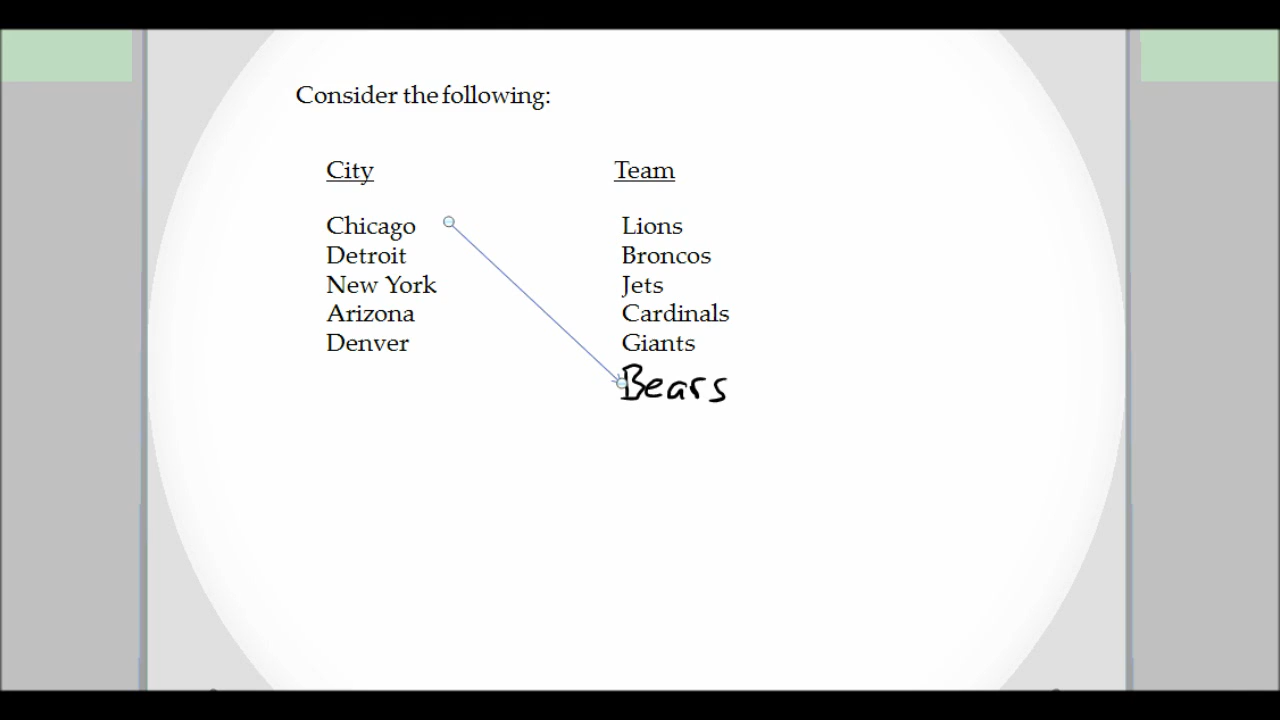 Consider the following:
City Team
Chicago Lions
Detroit Broncos
New York Jets
Arizona Cardinals
Denver Giants
Bears